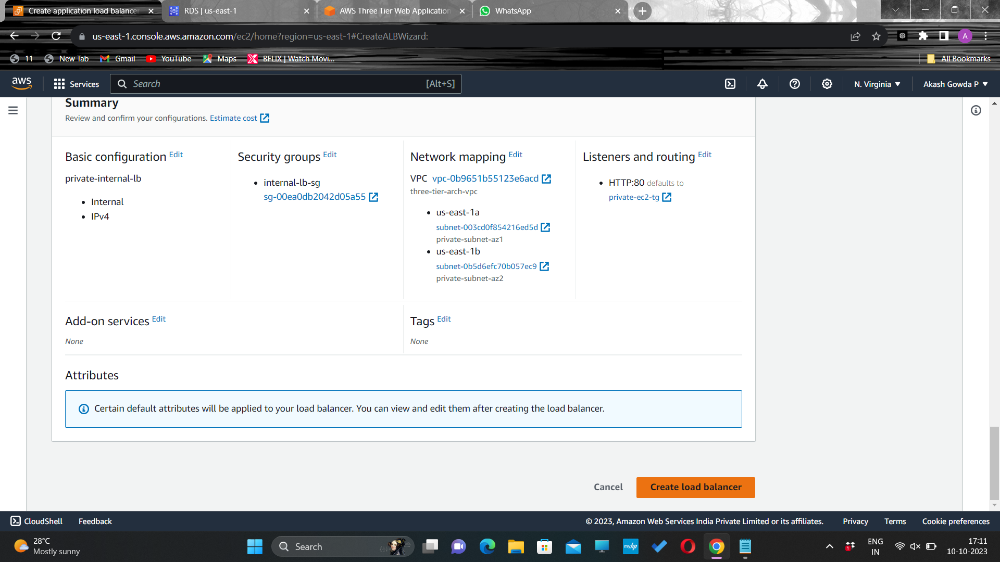 Create application load balancer
RDS | us-east-1
AWS Three Tier Web Application
WhatsApp
us-east-1.console.aws.amazon.com/ec2/home?region=us-east-1#CreateALBWizard:
A
11
New Tab
Gmail
YouTube
Maps
BFLIX | Watch Movi...
All Bookmarks
aws
Services
Search
[Alt+S]
N. Virginia
Akash Gowda P
Summary
Review and confirm your configurations. Estimate cost
Basic configuration Edit
private-internal-lb
Internal
IPv4
Security groups Edit
internal-lb-sg
sg-00ea0db2042d05a55
Network mapping Edit
VPC vpc-0b9651b55123e6acd
three-tier-arch-vpc
us-east-1a
subnet-003cd0f854216ed5d
private-subnet-az1
us-east-1b
subnet-0b5d6efc70b057ec9
private-subnet-az2
Listeners and routing Edit
HTTP:80 defaults to
private-ec2-tg
Add-on services Edit
None
Tags Edit
None
Attributes
Certain default attributes will be applied to your load balancer. You can view and edit them after creating the load balancer.
Cancel
Create load balancer
CloudShell
Feedback
© 2023, Amazon Web Services India Private Limited or its affiliates.
Privacy
Terms
Cookie preferences
28°C
Mostly sunny
Search
myhp
1
ENG
IN
17:11
10-10-2023